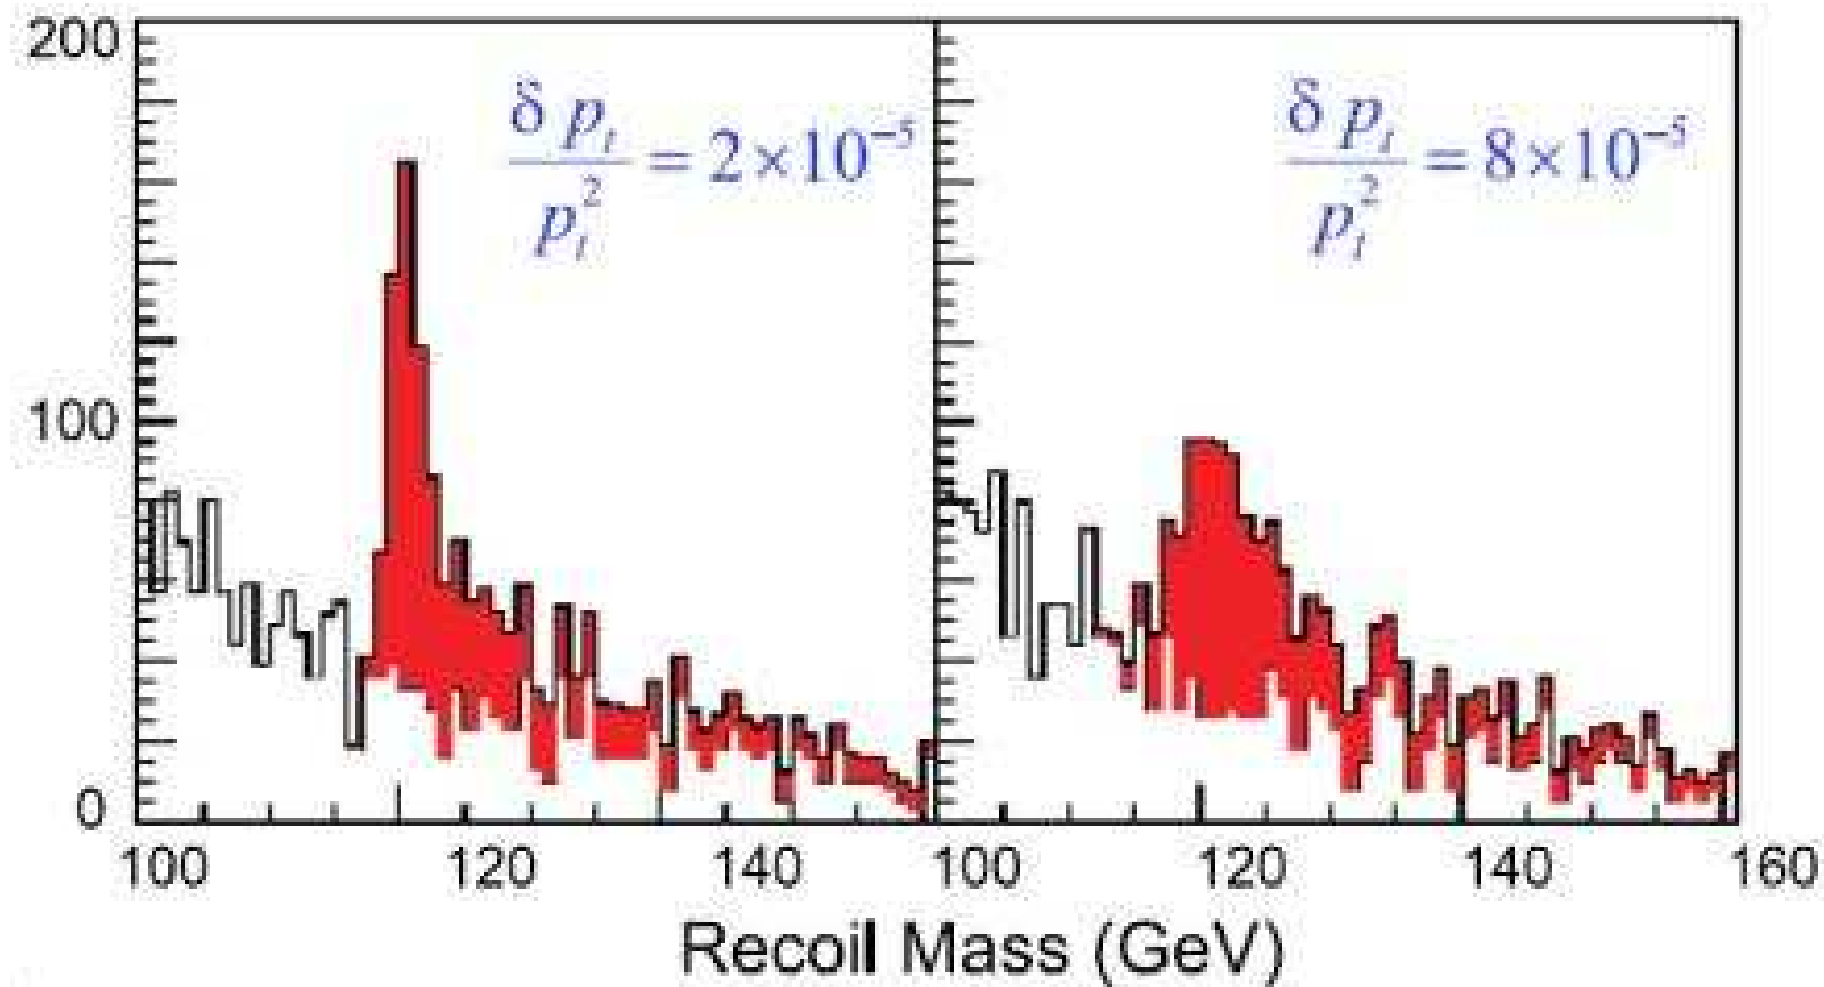 200
100
0
δ p_t / p_t^2 = 2×10^-5
δ p_t / p_t^2 = 8×10^-5
100 120 140 100 120 140 160
Recoil Mass (GeV)